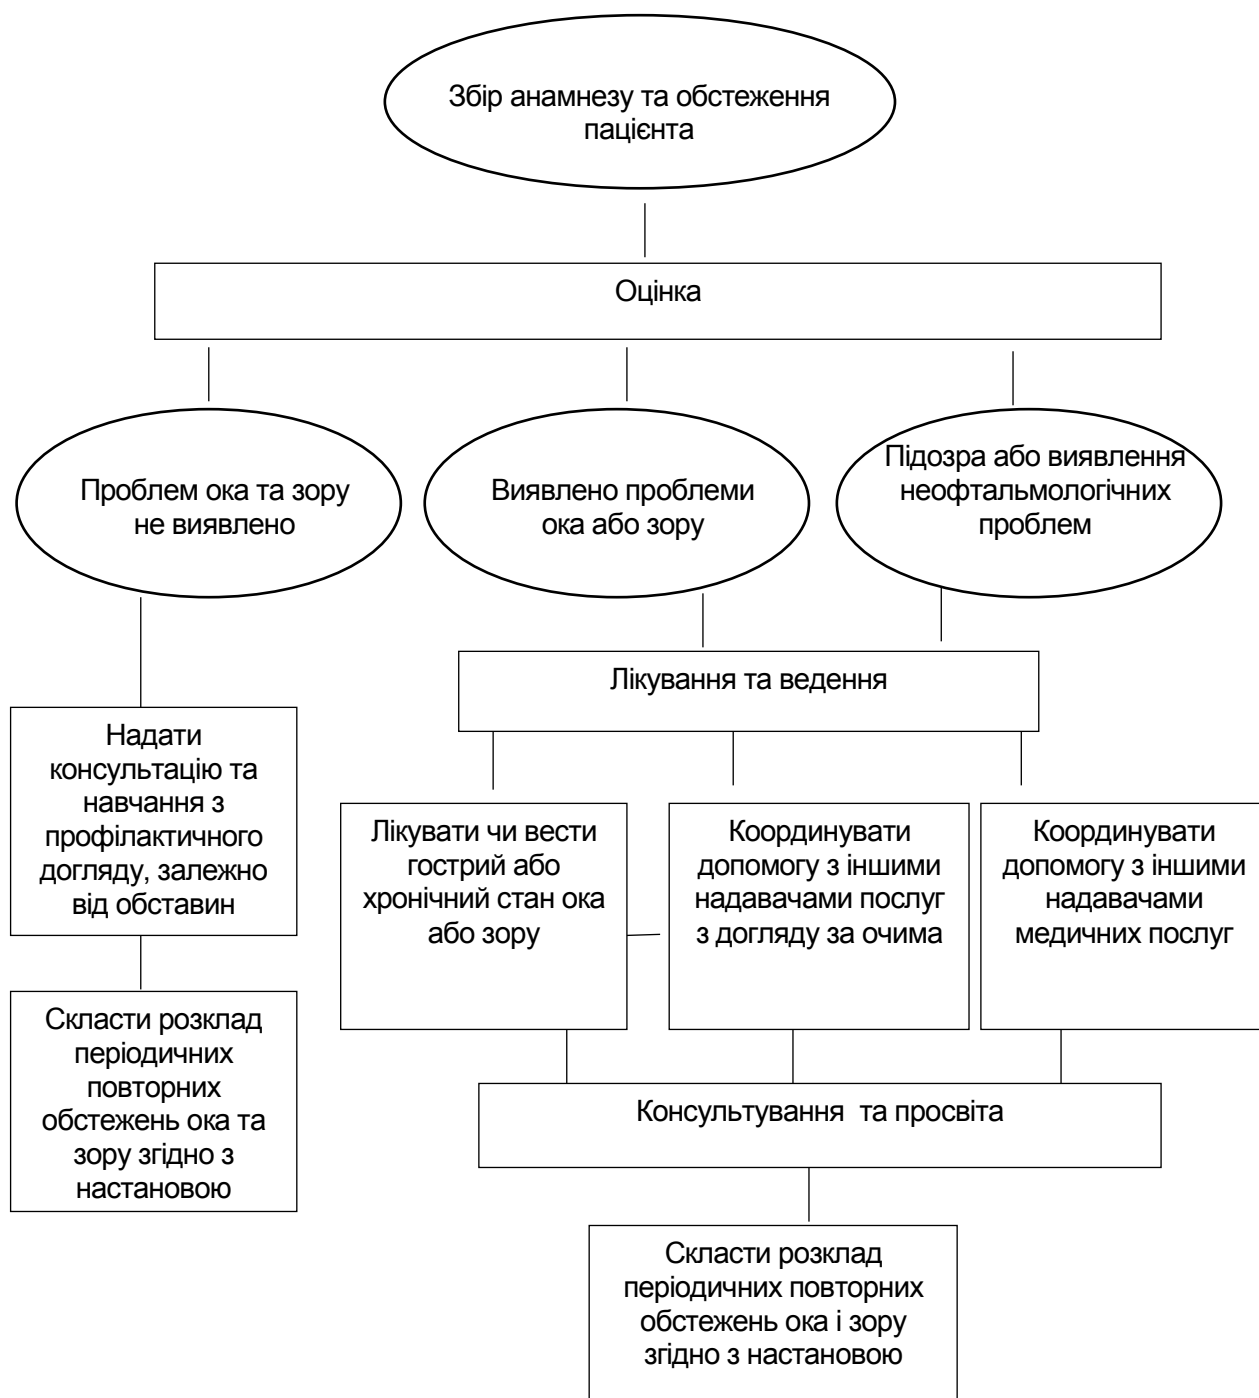 Збір анамнезу та обстеження
пацієнта
Оцінка
Проблем ока та зору
не виявлено
Виявлено проблеми
ока або зору
Підозра або виявлення
неофтальмологічних
проблем
Лікування та ведення
Надати
консультацію та
навчання з
профілактичного
догляду, залежно
від обставин
Лікувати чи вести
гострий або
хронічний стан ока
або зору
Координувати
допомогу з іншими
надавачами послуг
з догляду за очима
Координувати
допомогу з іншими
надавачами
медичних послуг
Скласти розклад
періодичних
повторних
обстежень ока та
зору згідно з
настановою
Консультування та просвіта
Скласти розклад
періодичних повторних
обстежень ока і зору
згідно з настановою